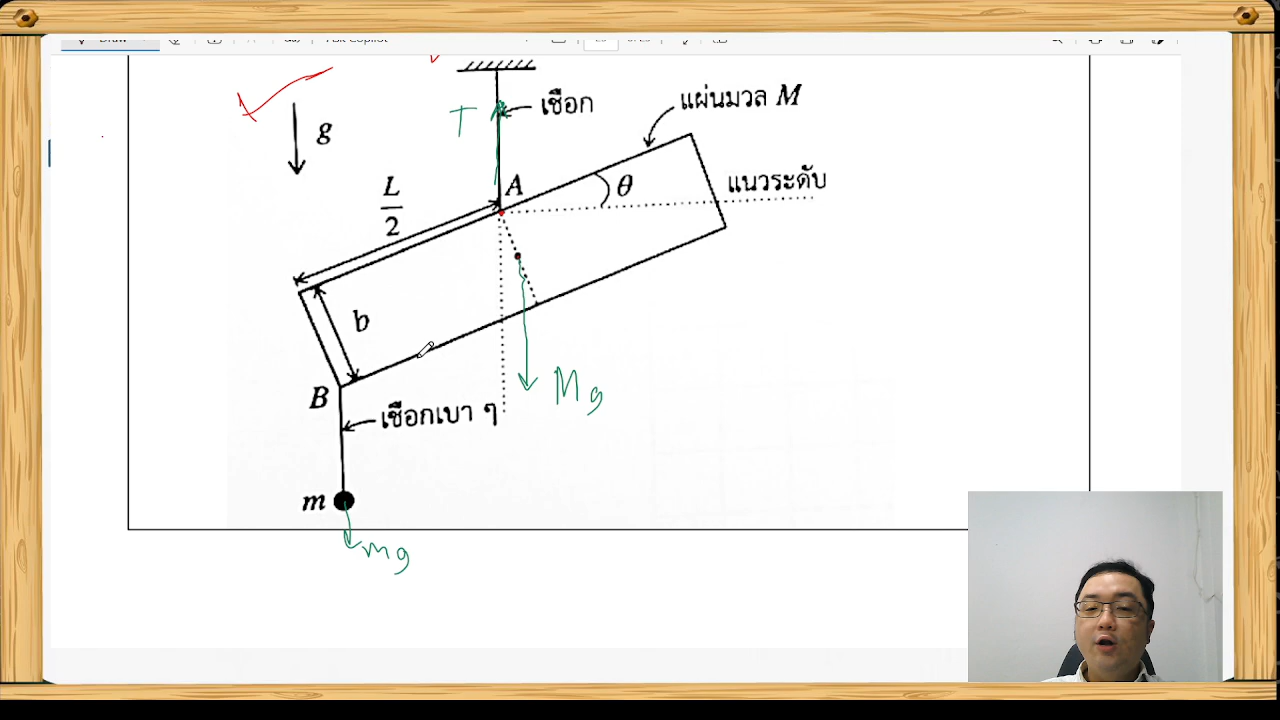 T
เชือก
แผ่นมวล M
g
L/2
A
θ
แนวระดับ
b
B
เชือกเบา ๆ
Mg
m
mg